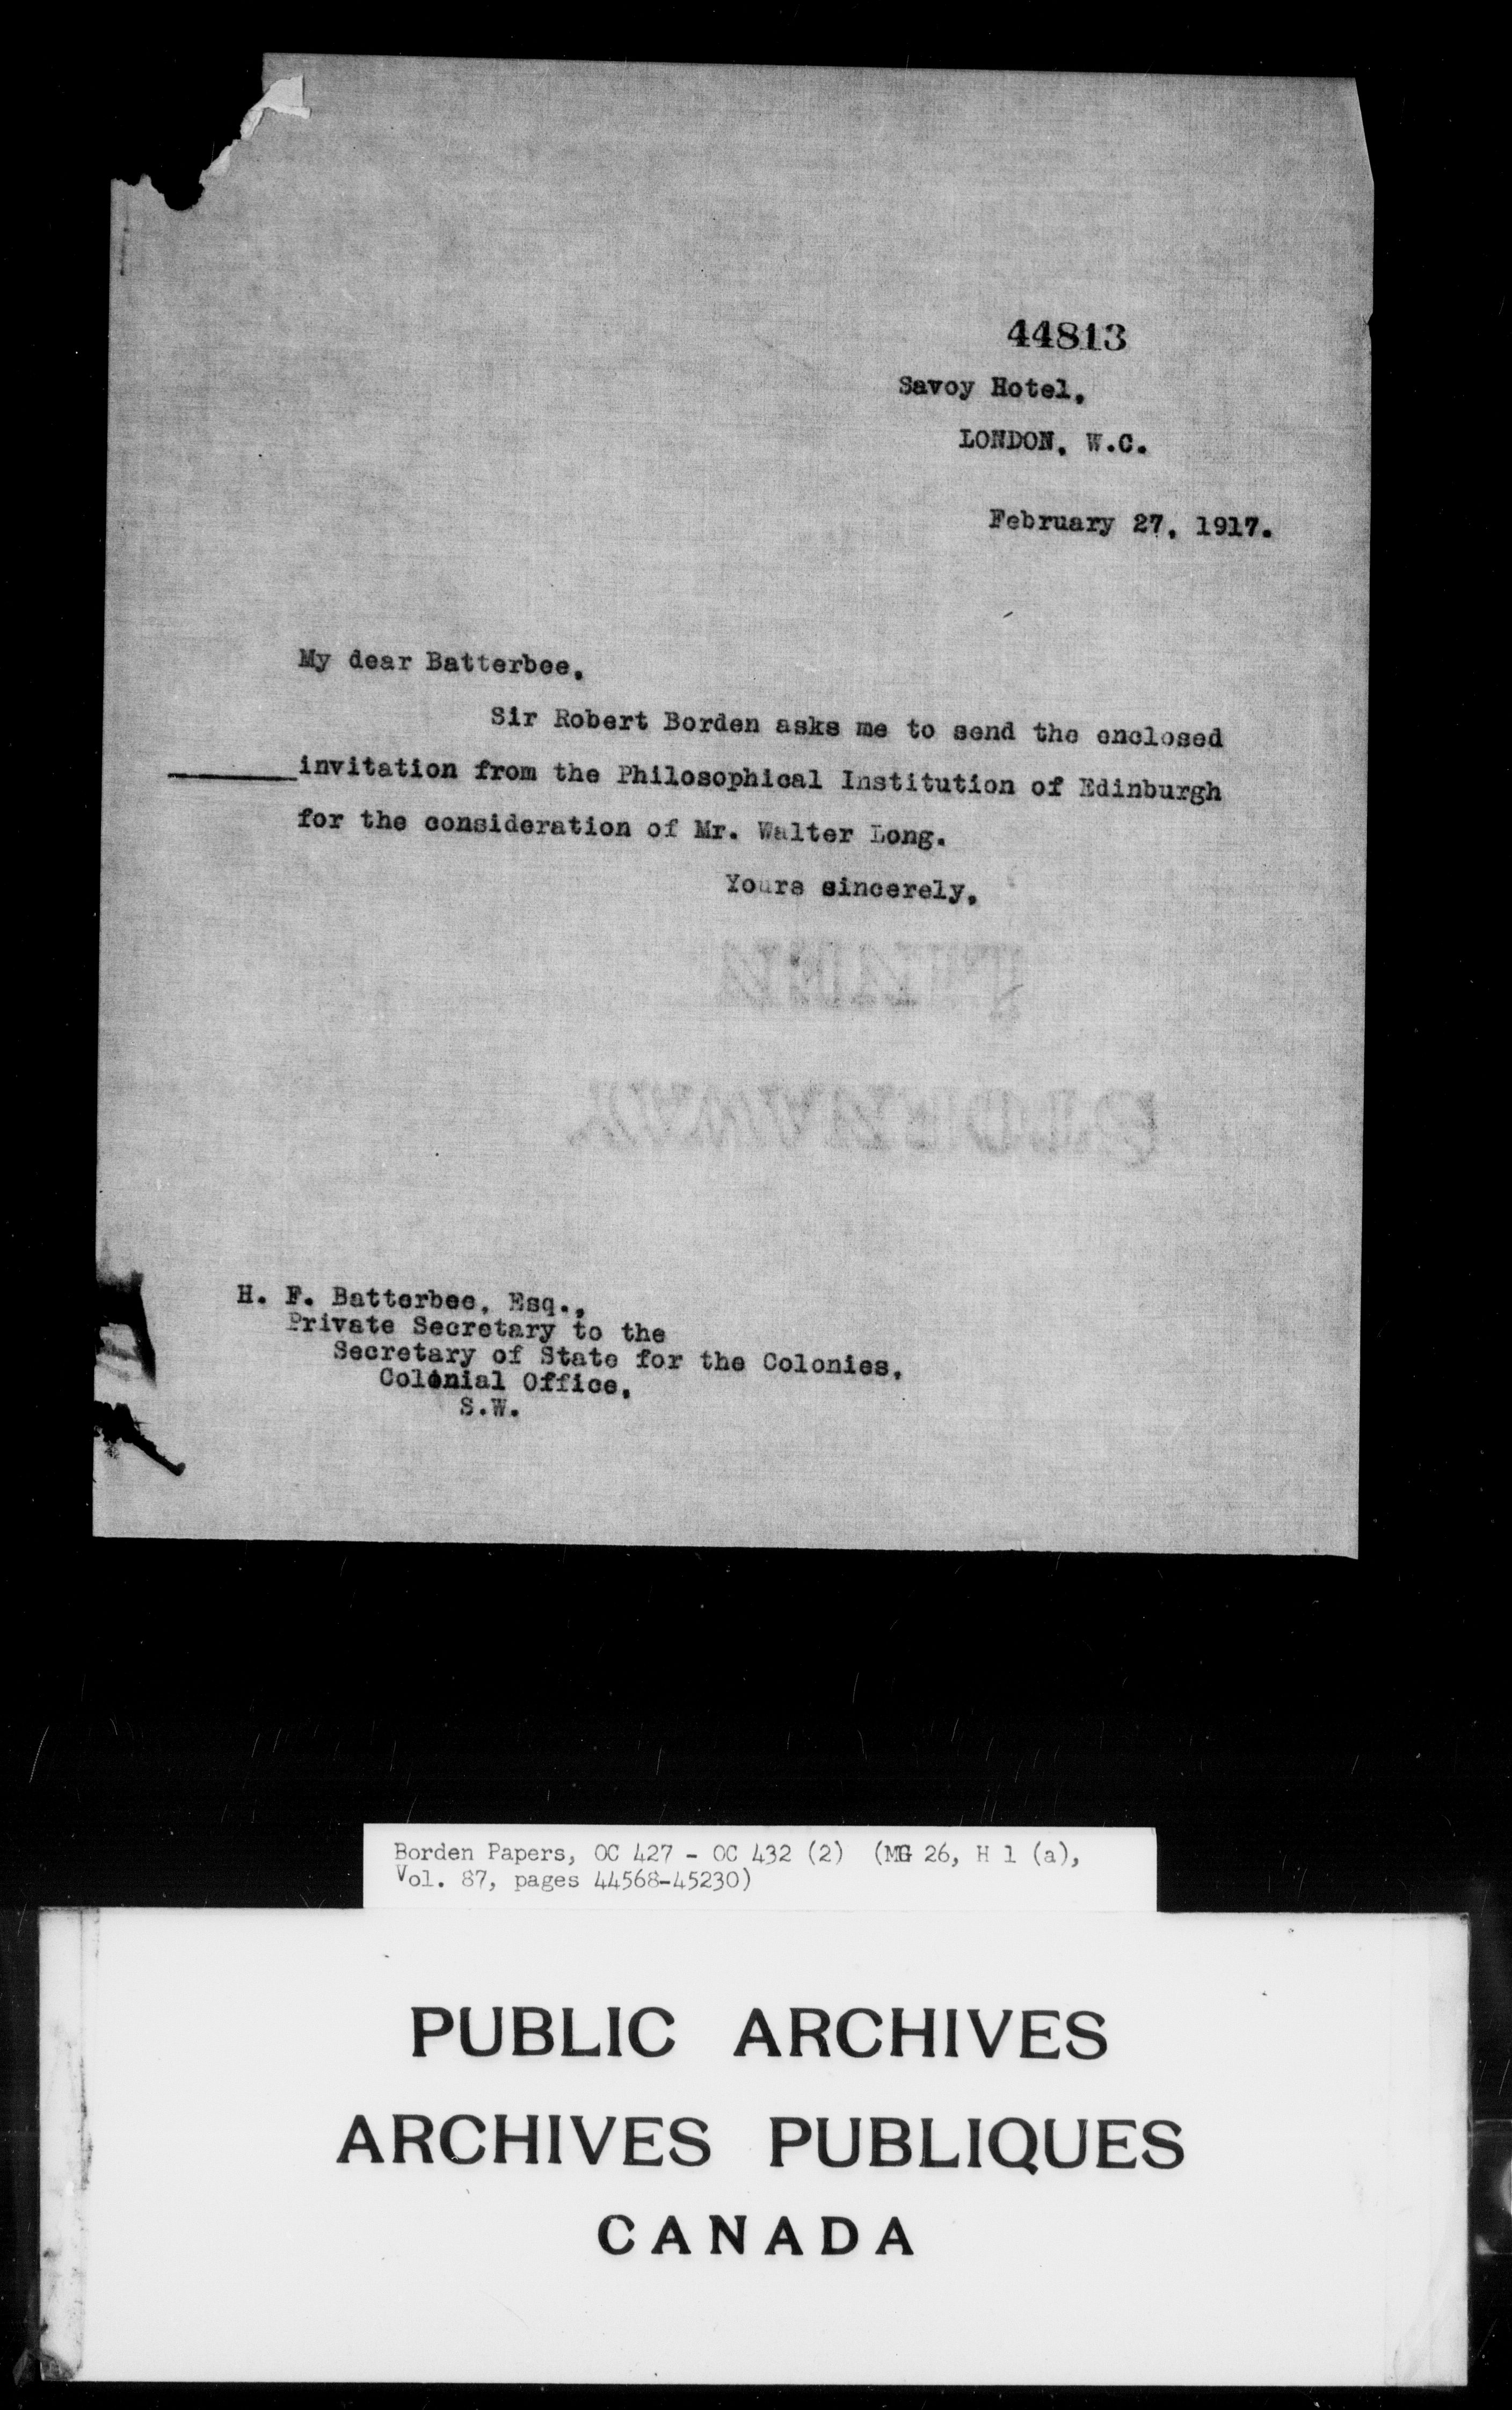 44813
Savoy Hotel,
LONDON, W.C.
February 27, 1917.
My dear Batterbee,
Sir Robert Borden asks me to send the enclosed
invitation from the Philosophical Institution of Edinburgh
for the consideration of Mr. Walter Long.
Yours sincerely,
H. F. Batterbee, Esq.,
Private Secretary to the
Secretary of State for the Colonies,
Colonial Office,
S.W.
Borden Papers, OC 427 - OC 432 (2) (MG 26, H 1 (a),
Vol. 87, pages 44568-45230)
PUBLIC ARCHIVES
ARCHIVES PUBLIQUES
CANADA